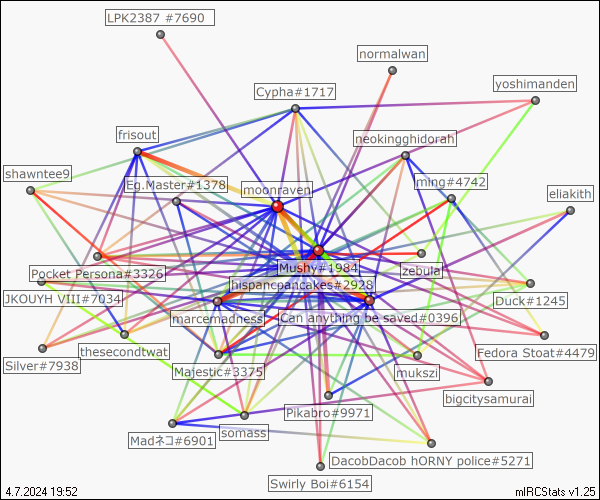 LPK2387 #7690
normalwan
yoshimanden
Cypha#1717
frisout
neokingghidorah
shawntee9
Eg.Master#1378
ming#4742
moonraven
eliakith
Mushy#1984
zebula
Pocket Persona#3326
hispancpancakes#2928
JKOUYH VIII#7034
Duck#1245
marcemadness
Can anything be saved#0396
thesecondtwat
Fedora Stoat#4479
Silver#7938
Majestic#3375
mukszi
bigcitysamurai
Pikabro#9971
somass
Madネコ#6901
DacobDacob hORNY police#5271
Swirly Boi#6154
4.7.2024 19:52
mIRCStats v1.25